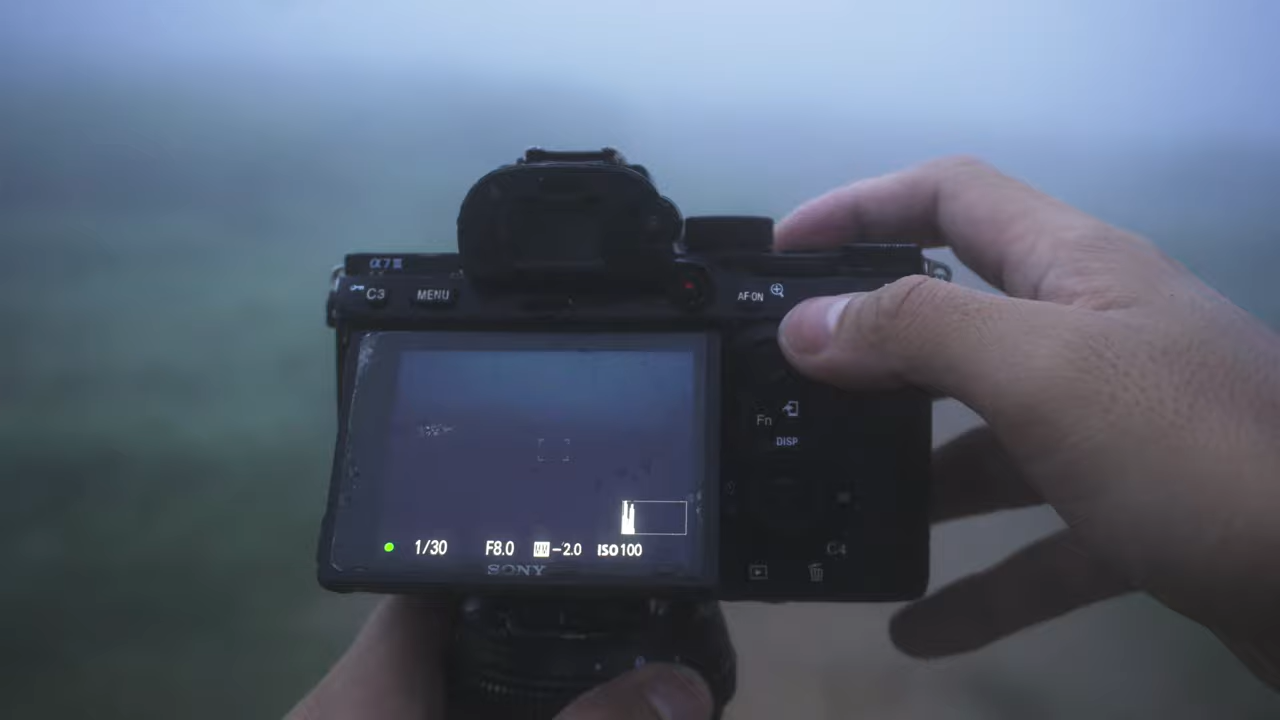 α7III
C3
MENU
AF-ON
Fn
DISP
1/30 F8.0 -2.0 ISO100
SONY
C4